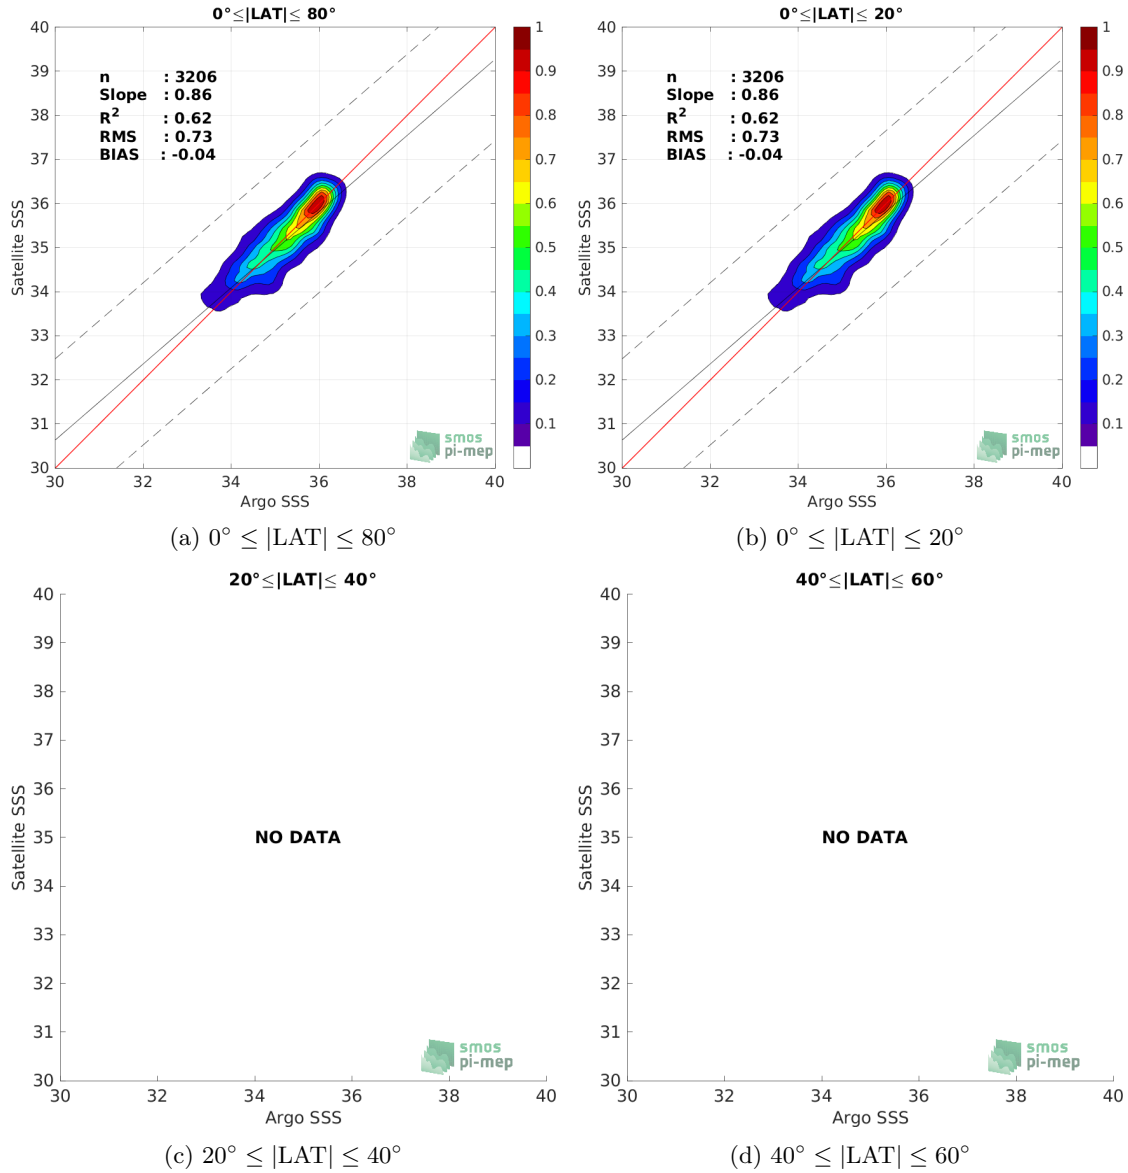 0°≤|LAT|≤ 80°
40
39
38
37
36
35
34
33
32
31
30
Satellite SSS
n : 3206
Slope : 0.86
R² : 0.62
RMS : 0.73
BIAS : -0.04
smos
pi-mep
30 32 34 36 38 40
Argo SSS
1
0.9
0.8
0.7
0.6
0.5
0.4
0.3
0.2
0.1
(a) 0° ≤ |LAT| ≤ 80°
0°≤|LAT|≤ 20°
40
39
38
37
36
35
34
33
32
31
30
Satellite SSS
n : 3206
Slope : 0.86
R² : 0.62
RMS : 0.73
BIAS : -0.04
smos
pi-mep
30 32 34 36 38 40
Argo SSS
1
0.9
0.8
0.7
0.6
0.5
0.4
0.3
0.2
0.1
(b) 0° ≤ |LAT| ≤ 20°
20°≤|LAT|≤ 40°
40
39
38
37
36
35
34
33
32
31
30
Satellite SSS
NO DATA
smos
pi-mep
30 32 34 36 38 40
Argo SSS
(c) 20° ≤ |LAT| ≤ 40°
40°≤|LAT|≤ 60°
40
39
38
37
36
35
34
33
32
31
30
Satellite SSS
NO DATA
smos
pi-mep
30 32 34 36 38 40
Argo SSS
(d) 40° ≤ |LAT| ≤ 60°